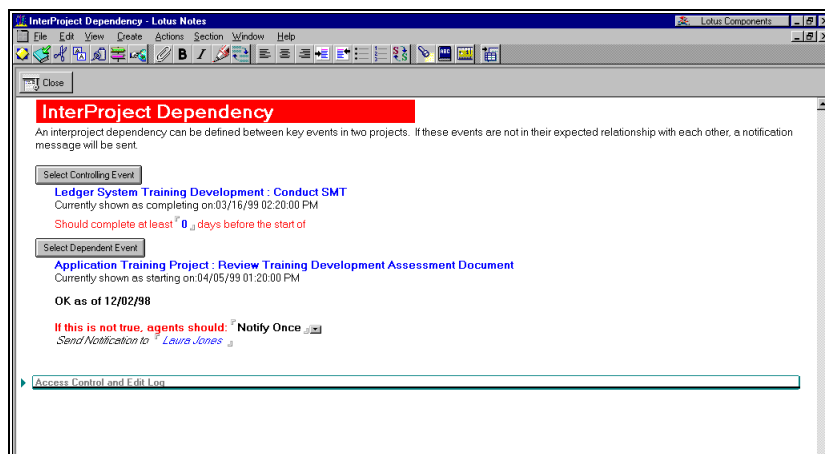 InterProject Dependency - Lotus Notes
Lotus Components
File Edit View Create Actions Section Window Help
Close
InterProject Dependency
An interproject dependency can be defined between key events in two projects. If these events are not in their expected relationship with each other, a notification
message will be sent.
Select Controlling Event
Ledger System Training Development : Conduct SMT
Currently shown as completing on:03/16/99 02:20:00 PM
Should complete at least 0 days before the start of
Select Dependent Event
Application Training Project : Review Training Development Assessment Document
Currently shown as starting on:04/05/99 01:20:00 PM
OK as of 12/02/98
If this is not true, agents should: Notify Once
Send Notification to Laura Jones
Access Control and Edit Log